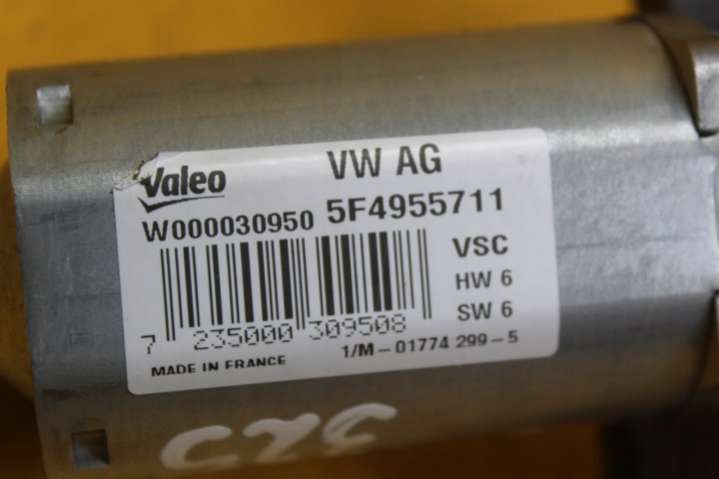 Valeo
VW AG
W000030950 5F4955711
VSC
HW 6
SW 6
7 235000 309508
1/M-01774 299-5
MADE IN FRANCE